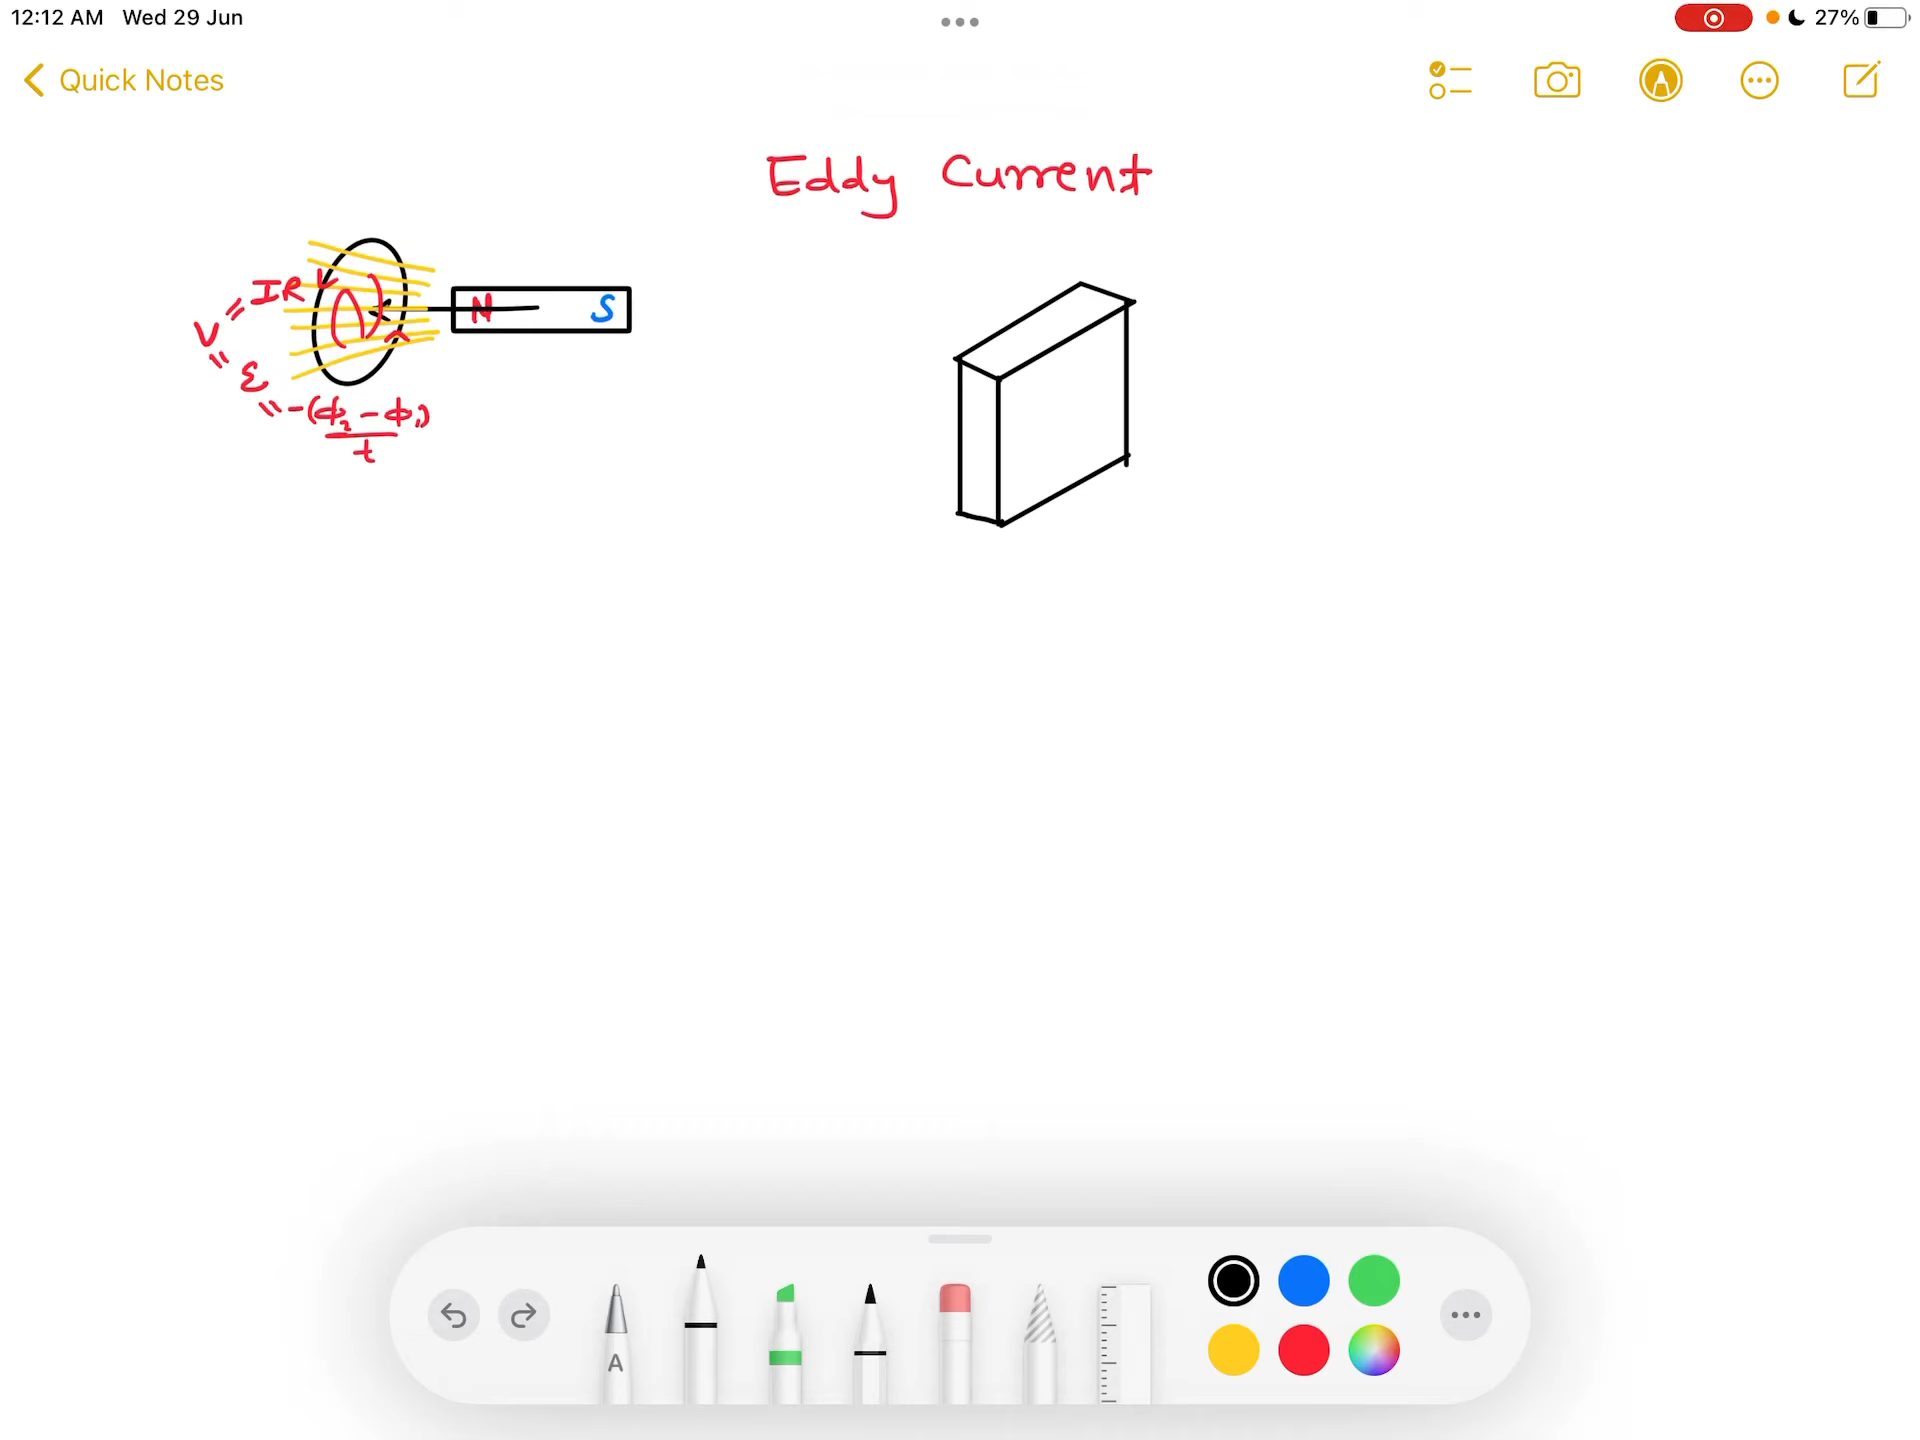 12:12 AM Wed 29 Jun
27%
Quick Notes
Eddy Current
V = IR
N S
V = ε = -(ϕ₂ - ϕ₁)
t
A